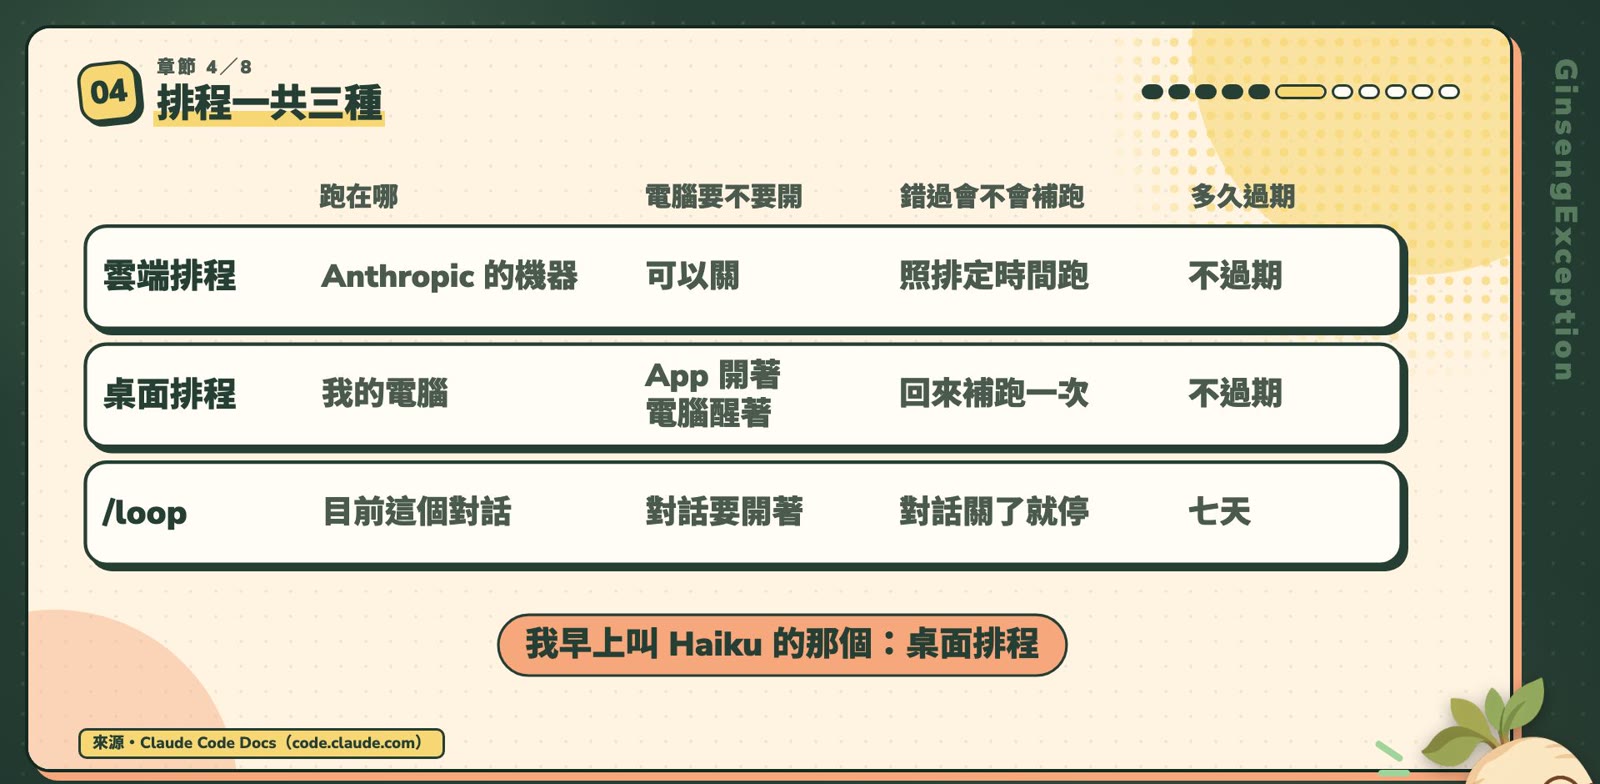 04
章節 4／8
排程一共三種
跑在哪 電腦要不要開 錯過會不會補跑 多久過期
雲端排程 Anthropic 的機器 可以關 照排定時間跑 不過期
桌面排程 我的電腦 App 開著 電腦醒著 回來補跑一次 不過期
/loop 目前這個對話 對話要開著 對話關了就停 七天
我早上叫 Haiku 的那個：桌面排程
來源・Claude Code Docs（code.claude.com）
GinsengException